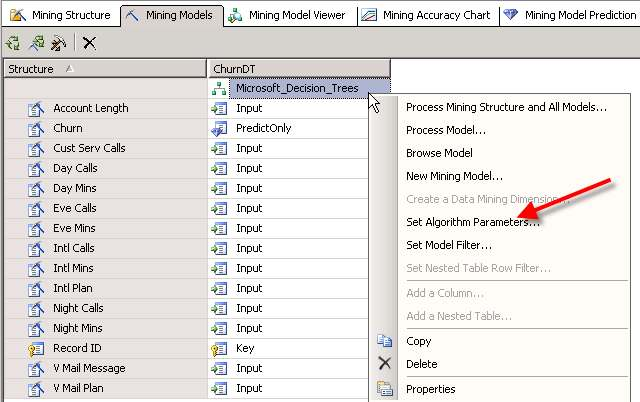 Mining Structure Mining Models Mining Model Viewer Mining Accuracy Chart Mining Model Prediction
Structure ChurnDT
Microsoft_Decision_Trees
Account Length Input
Churn PredictOnly
Cust Serv Calls Input
Day Calls Input
Day Mins Input
Eve Calls Input
Eve Mins Input
Intl Calls Input
Intl Mins Input
Intl Plan Input
Night Calls Input
Night Mins Input
Record ID Key
V Mail Message Input
V Mail Plan Input
Process Mining Structure and All Models...
Process Model...
Browse Model
New Mining Model...
Create a Data Mining Dimension...
Set Algorithm Parameters...
Set Model Filter...
Set Nested Table Row Filter...
Add a Column...
Add a Nested Table...
Copy
Delete
Properties